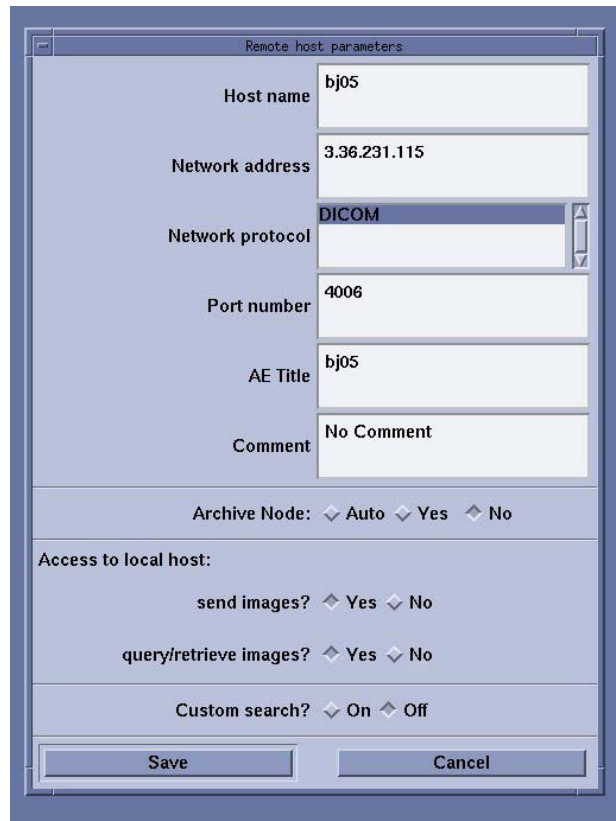 Remote host parameters
Host name bj05
Network address 3.36.231.115
Network protocol DICOM
Port number 4006
AE Title bj05
Comment No Comment
Archive Node: Auto Yes No
Access to local host:
send images? Yes No
query/retrieve images? Yes No
Custom search? On Off
Save Cancel